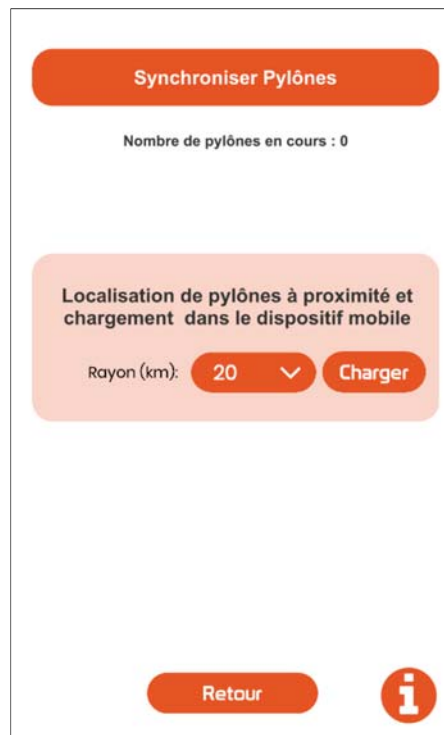 Synchroniser Pylônes
Nombre de pylônes en cours : 0
Localisation de pylônes à proximité et
chargement dans le dispositif mobile
Rayon (km): 20 Charger
Retour
i